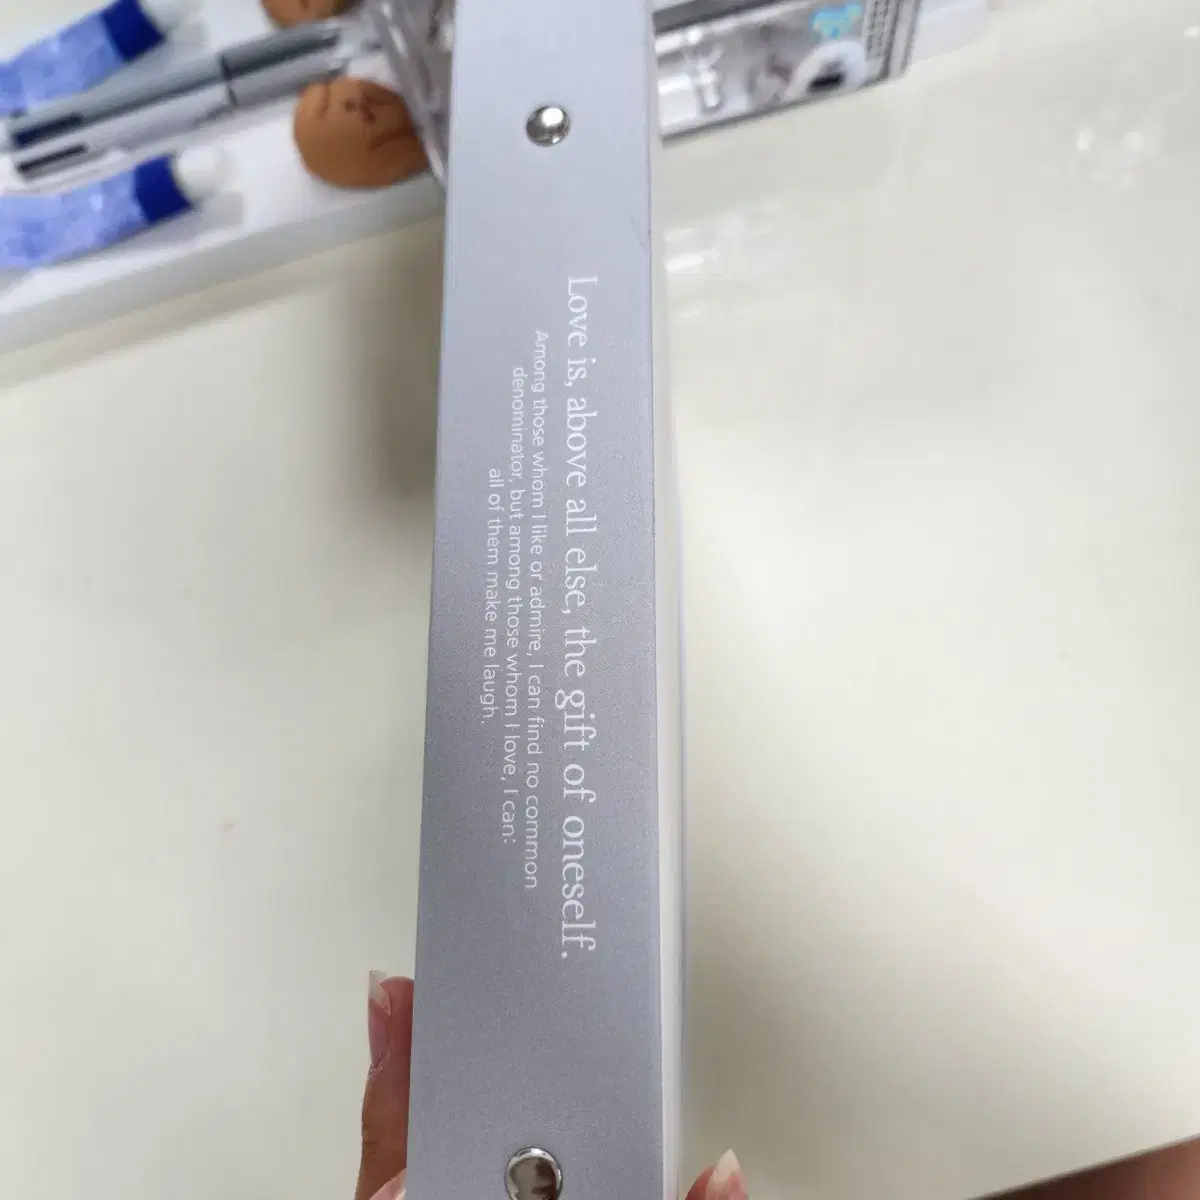 Love is, above all else, the gift of oneself.
Among those whom I like or admire, I can find no common
denominator, but among those whom I love, I can:
all of them make me laugh.